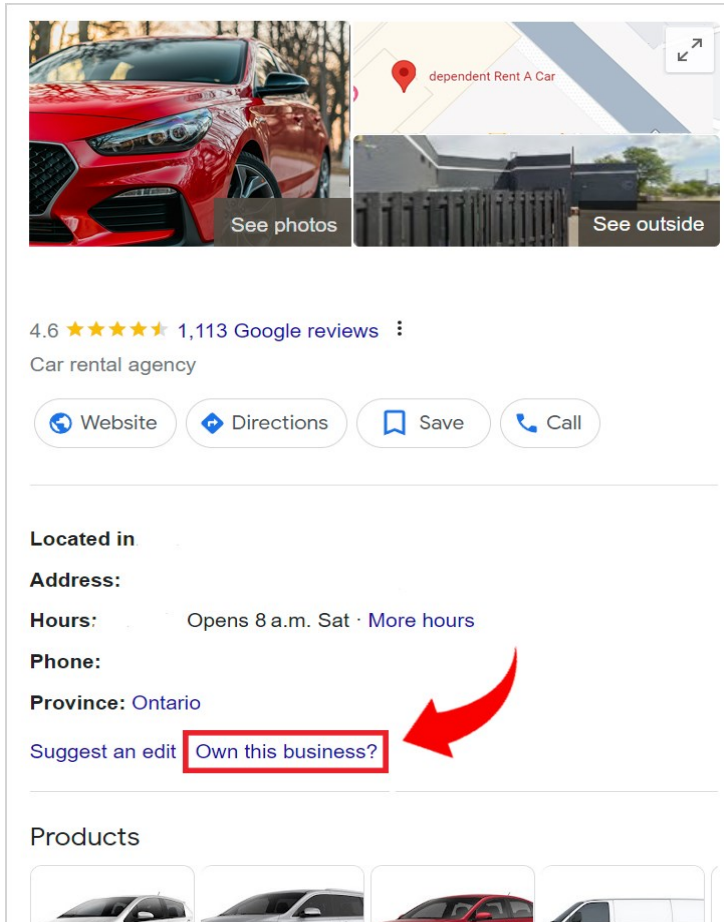 dependent Rent A Car
See photos
See outside
4.6 1,113 Google reviews
Car rental agency
Website Directions Save Call
Located in
Address:
Hours: Opens 8 a.m. Sat · More hours
Phone:
Province: Ontario
Suggest an edit Own this business?
Products